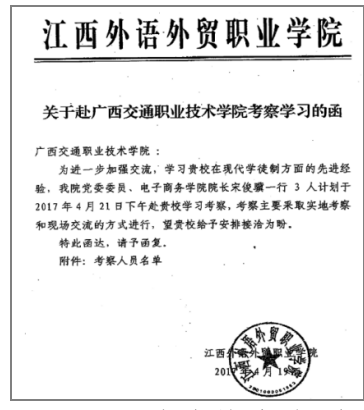 江西外语外贸职业学院
关于赴广西交通职业技术学院考察学习的函
广西交通职业技术学院：
为进一步加强交流，学习贵校在现代学徒制方面的先进经
验，我院党委委员、电子商务学院院长宋俊骥一行 3 人计划于
2017 年 4 月 21 日下午赴贵校学习考察，考察主要采取实地考察
和现场交流的方式进行，望贵校给予安排接洽为盼。
特此函达，请予函复。
附件：考察人员名单
江西外语外贸职业学院
2017年4月19日